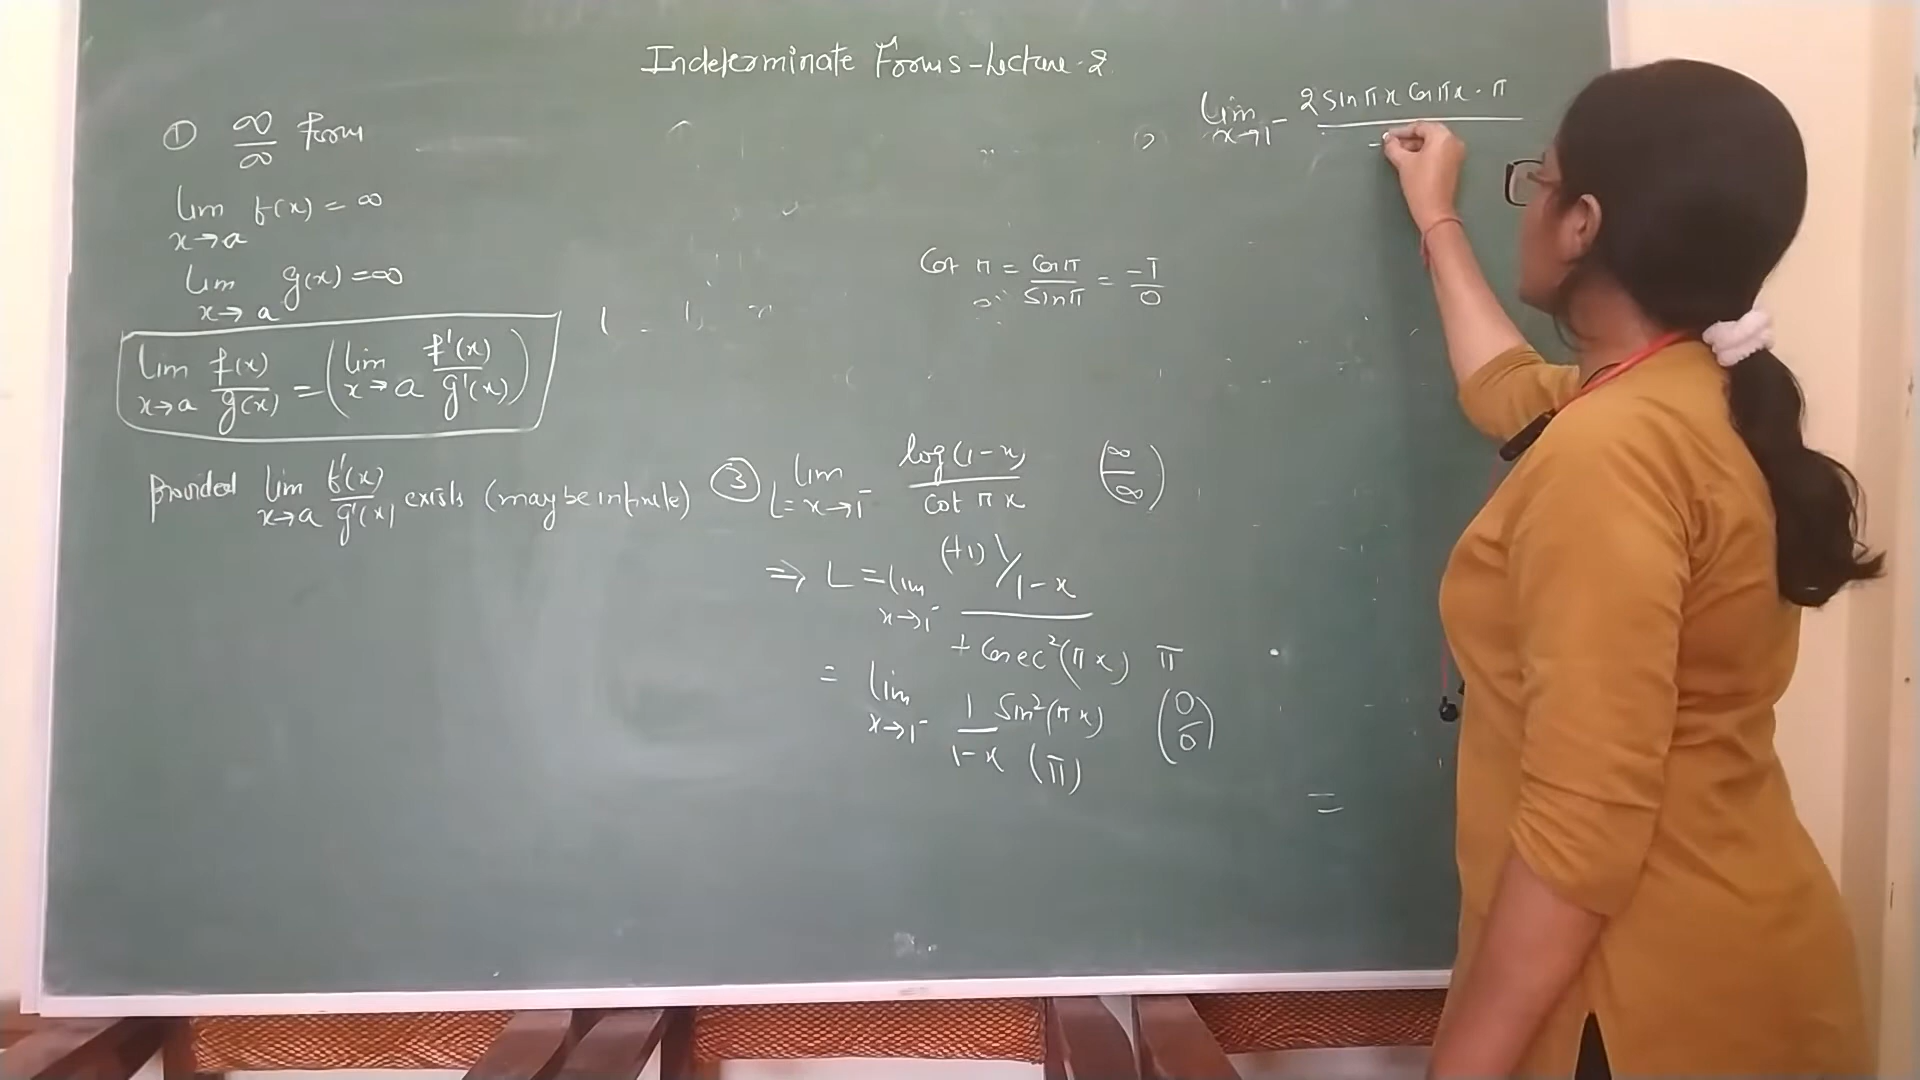 Indeterminate Forms - Lecture-2
① ∞/∞ form
lim x→a f(x) = ∞
lim x→a g(x) = ∞
lim x→a f(x)/g(x) = (lim x→a f'(x)/g'(x))
provided lim x→a f'(x)/g'(x) exists (may be infinite)
Cot π = Cos π / Sin π = -1/0
③ L = lim x→1⁻ log(1-x) / cot πx (∞/∞)
⇒ L = lim x→1⁻ (+1) 1/1-x / + Cosec²(πx) π
= lim x→1⁻ 1/1-x Sin²(πx)/(π) (0/0)
=
lim x→1⁻ 2 Sin πx Cos πx · π / -